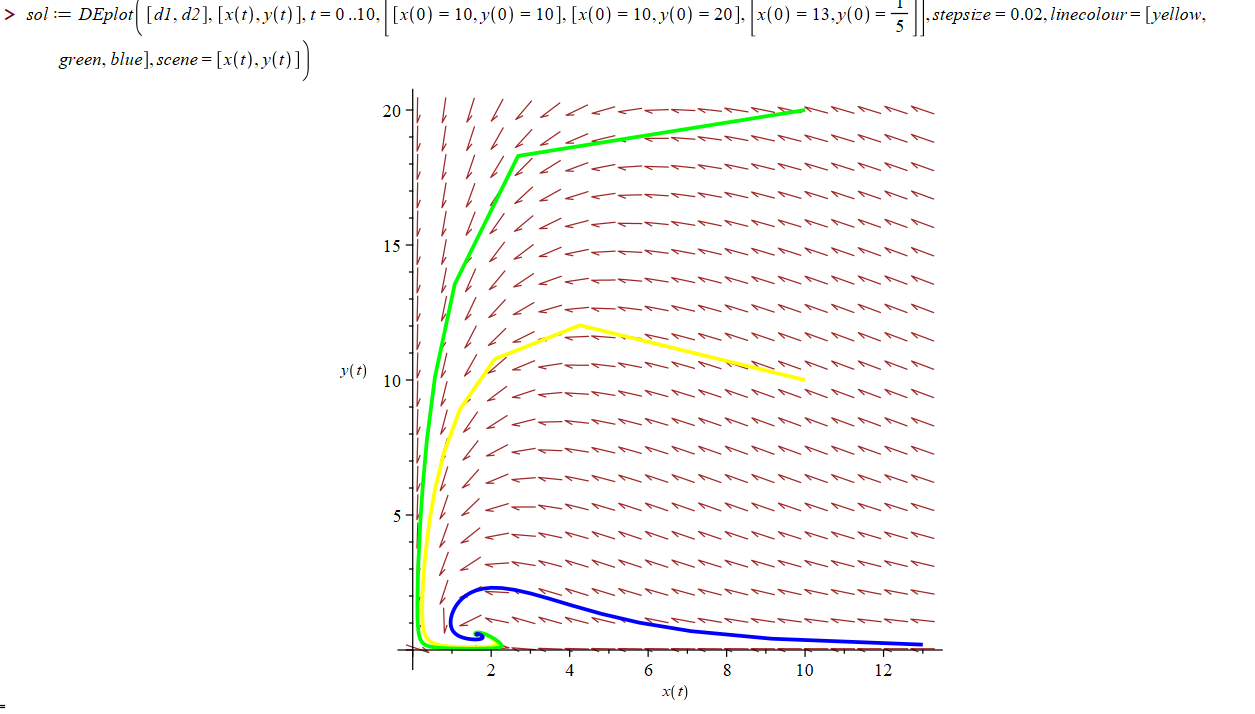 > sol := DEplot( [d1, d2], [x(t), y(t)], t = 0 ..10, [[x(0) = 10, y(0) = 10], [x(0) = 10, y(0) = 20], [x(0) = 13, y(0) = 1/5]], stepsize = 0.02, linecolour = [yellow,
green, blue], scene = [x(t), y(t)])
20
15
y(t)
10
5
2 4 6 8 10 12
x(t)